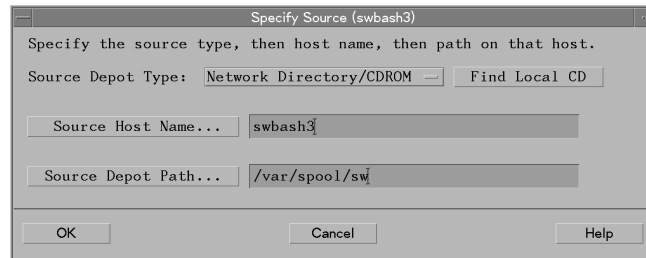 Specify Source (swbash3)
Specify the source type, then host name, then path on that host.
Source Depot Type: Network Directory/CDROM Find Local CD
Source Host Name... swbash3
Source Depot Path... /var/spool/sw
OK Cancel Help